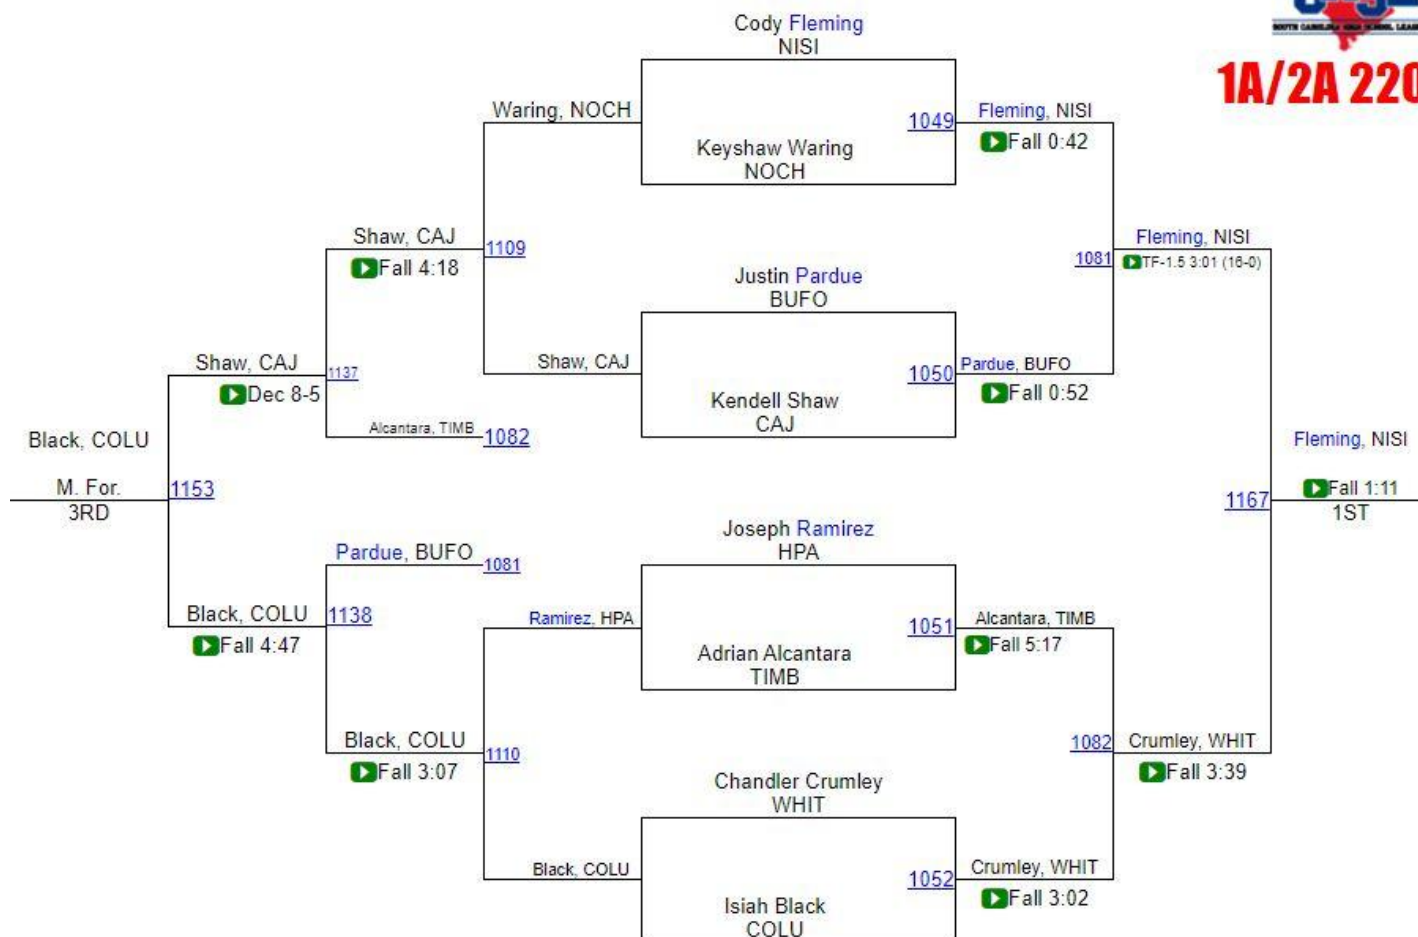 Cody Fleming
NISI
SOUTH CAROLINA HIGH SCHOOL LEAGUE
1A/2A 220
Waring, NOCH
1049
Fleming, NISI
Fall 0:42
Keyshaw Waring
NOCH
Shaw, CAJ
1109
Fall 4:18
Fleming, NISI
1081
TF-1.5 3:01 (16-0)
Justin Pardue
BUFO
Shaw, CAJ
1137
Dec 8-5
Shaw, CAJ
1050
Pardue, BUFO
Fall 0:52
Kendell Shaw
CAJ
Alcantara, TIMB
1082
Black, COLU
M. For.
3RD
1153
Fleming, NISI
1167
Fall 1:11
1ST
Joseph Ramirez
HPA
Pardue, BUFO
1081
Black, COLU
1138
Fall 4:47
Ramirez, HPA
1051
Alcantara, TIMB
Fall 5:17
Adrian Alcantara
TIMB
Black, COLU
1110
Fall 3:07
1082
Crumley, WHIT
Fall 3:39
Chandler Crumley
WHIT
Black, COLU
1052
Crumley, WHIT
Fall 3:02
Isiah Black
COLU